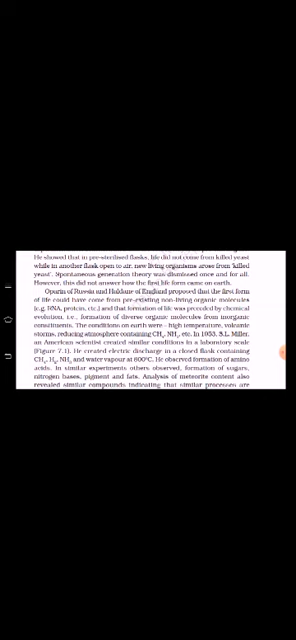 He showed that in pre-sterilised flasks, life did not come from killed yeast
while in another flask open to air, new living organisms arose from 'killed
yeast'. Spontaneous generation theory was dismissed once and for all.
However, this did not answer how the first life form came on earth.
Oparin of Russia and Haldane of England proposed that the first form
of life could have come from pre-existing non-living organic molecules
(e.g. RNA, protein, etc.) and that formation of life was preceded by chemical
evolution, i.e., formation of diverse organic molecules from inorganic
constituents. The conditions on earth were – high temperature, volcanic
storms, reducing atmosphere containing CH₄, NH₃, etc. In 1953, S.L. Miller,
an American scientist created similar conditions in a laboratory scale
(Figure 7.1). He created electric discharge in a closed flask containing
CH₄, H₂, NH₃ and water vapour at 800°C. He observed formation of amino
acids. In similar experiments others observed, formation of sugars,
nitrogen bases, pigment and fats. Analysis of meteorite content also
revealed similar compounds indicating that similar processes are